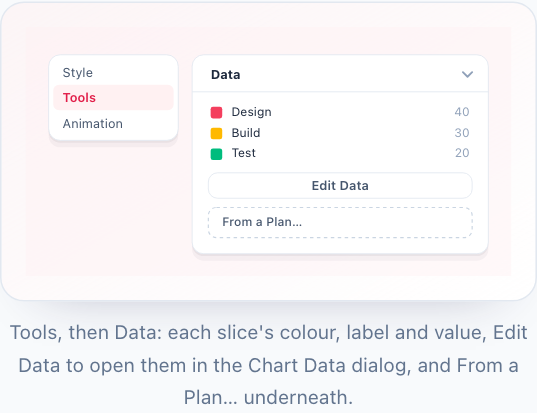 Style
Tools
Animation
Data
Design 40
Build 30
Test 20
Edit Data
From a Plan...
Tools, then Data: each slice's colour, label and value, Edit
Data to open them in the Chart Data dialog, and From a
Plan... underneath.